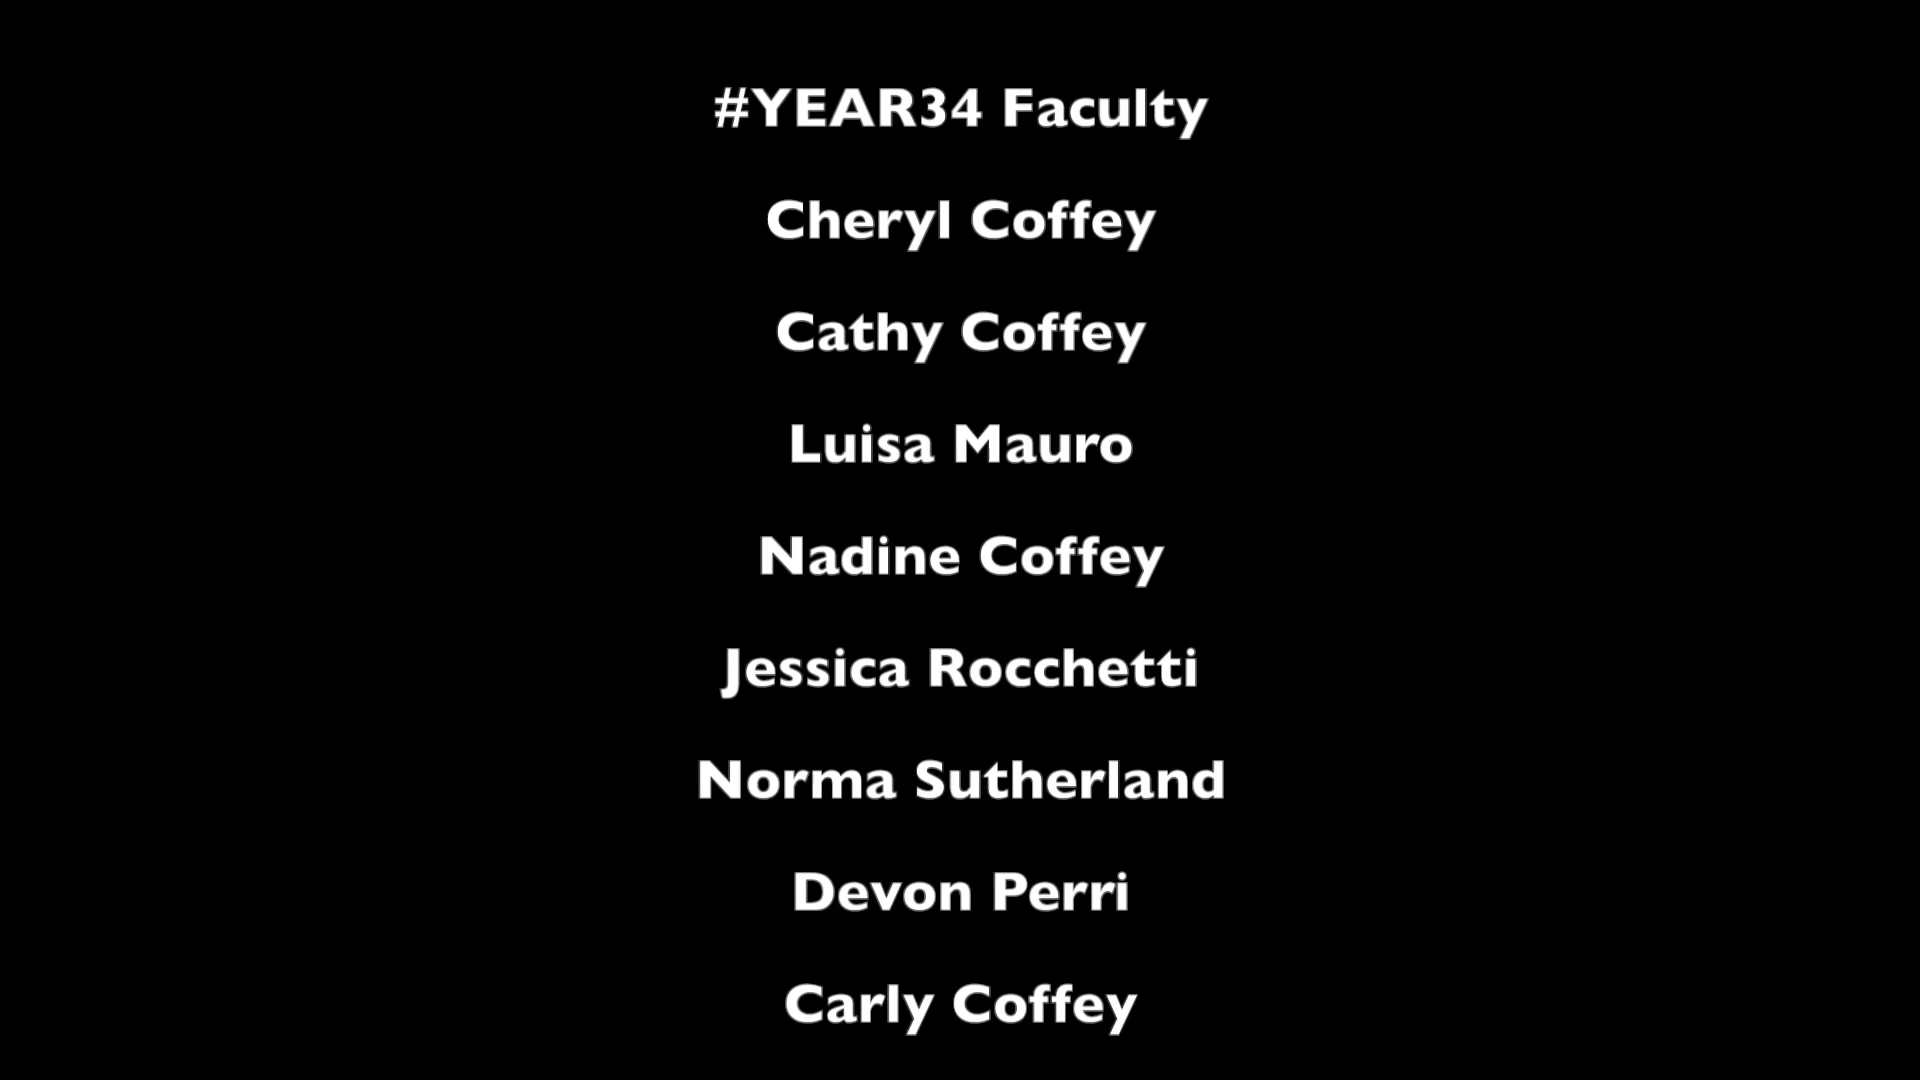 #YEAR34 Faculty
Cheryl Coffey
Cathy Coffey
Luisa Mauro
Nadine Coffey
Jessica Rocchetti
Norma Sutherland
Devon Perri
Carly Coffey